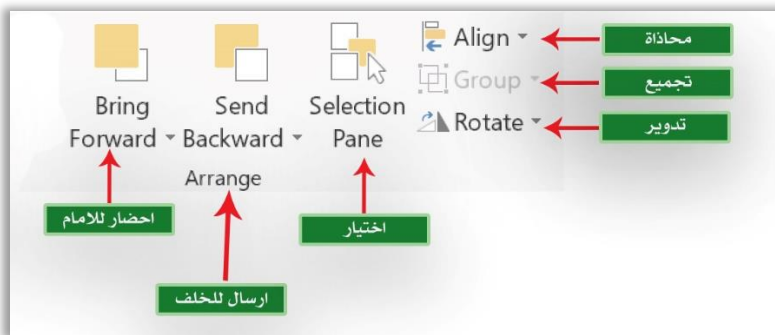 Align
محاذاة
Group
تجميع
Rotate
تدوير
Bring
Forward
Send
Backward
Selection
Pane
Arrange
احضار للامام
اختيار
ارسال للخلف